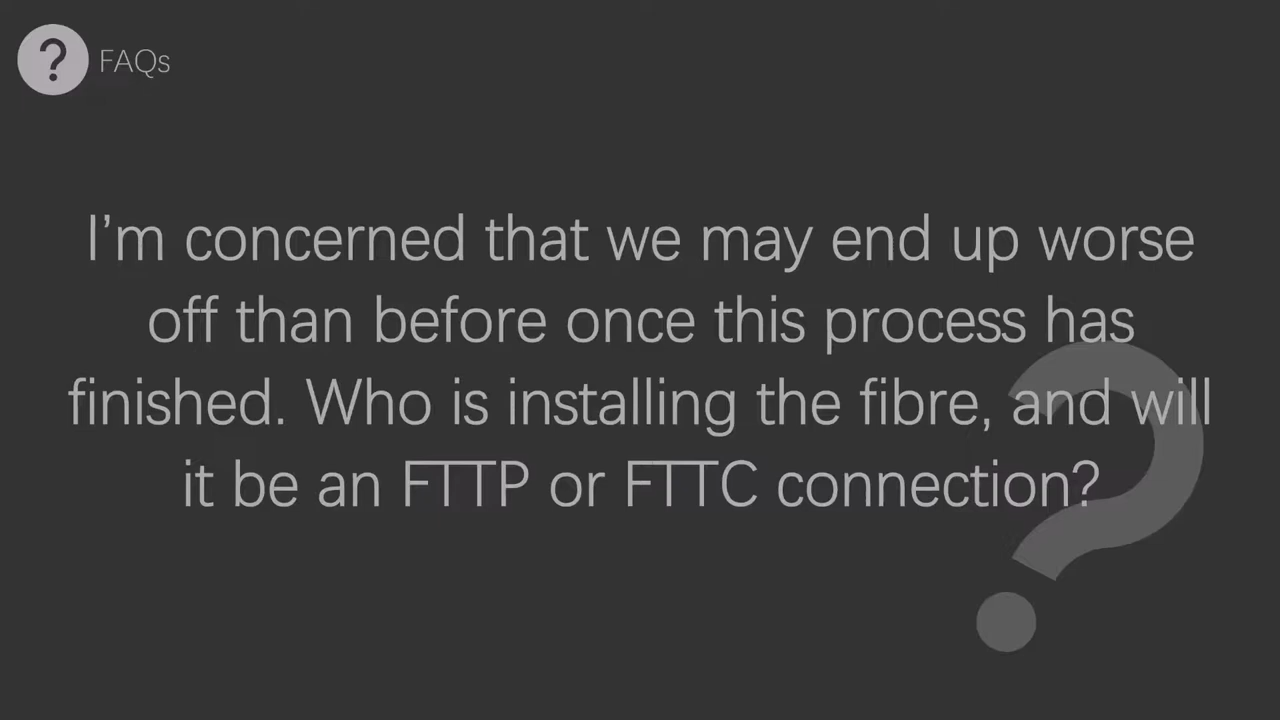 FAQs
I’m concerned that we may end up worse
off than before once this process has
finished. Who is installing the fibre, and will
it be an FTTP or FTTC connection?